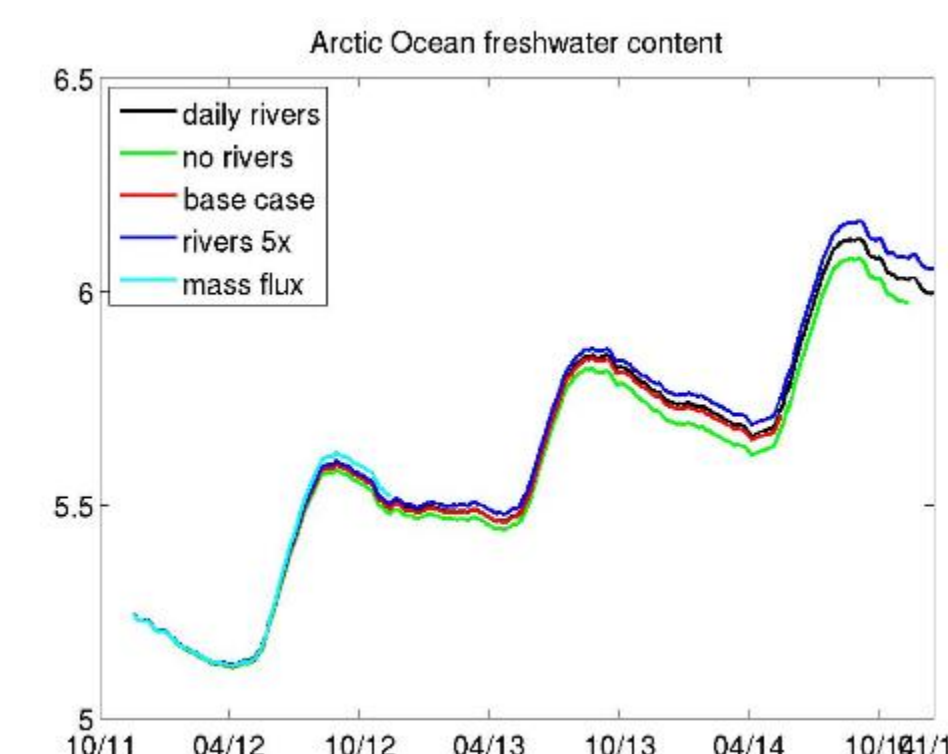 Arctic Ocean freshwater content
6.5
daily rivers
no rivers
base case
rivers 5x
mass flux
6
5.5
5
10/11 04/12 10/12 04/13 10/13 04/14